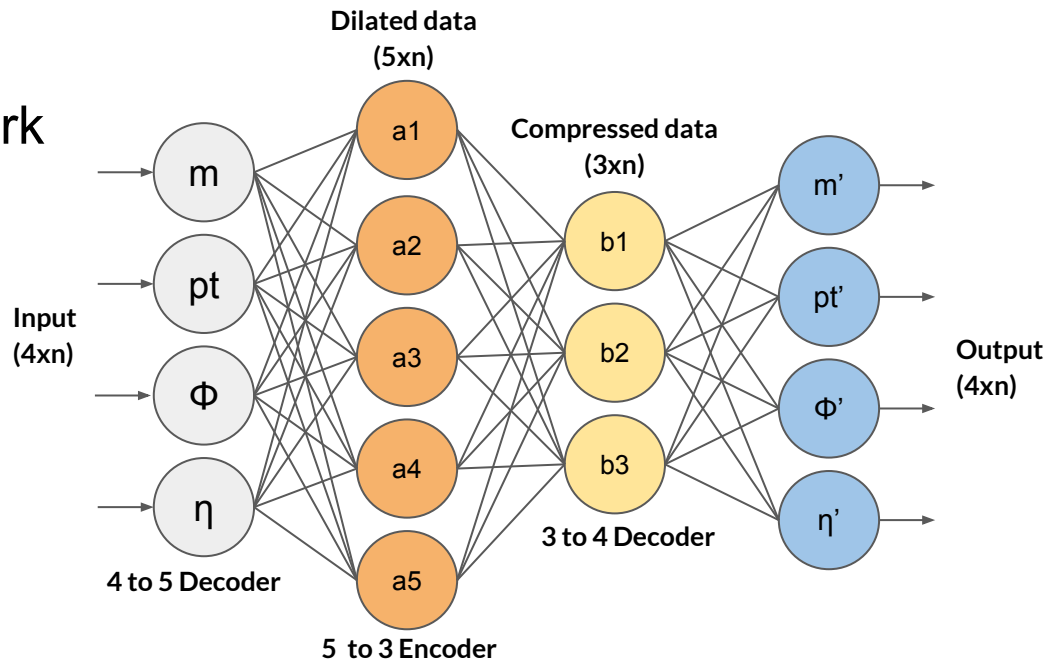 rk
Dilated data
(5xn)
Compressed data
(3xn)
Input
(4xn)
m
pt
Φ
η
4 to 5 Decoder
a1
a2
a3
a4
a5
5  to 3 Encoder
b1
b2
b3
3 to 4 Decoder
m’
pt’
Φ’
η’
Output
(4xn)